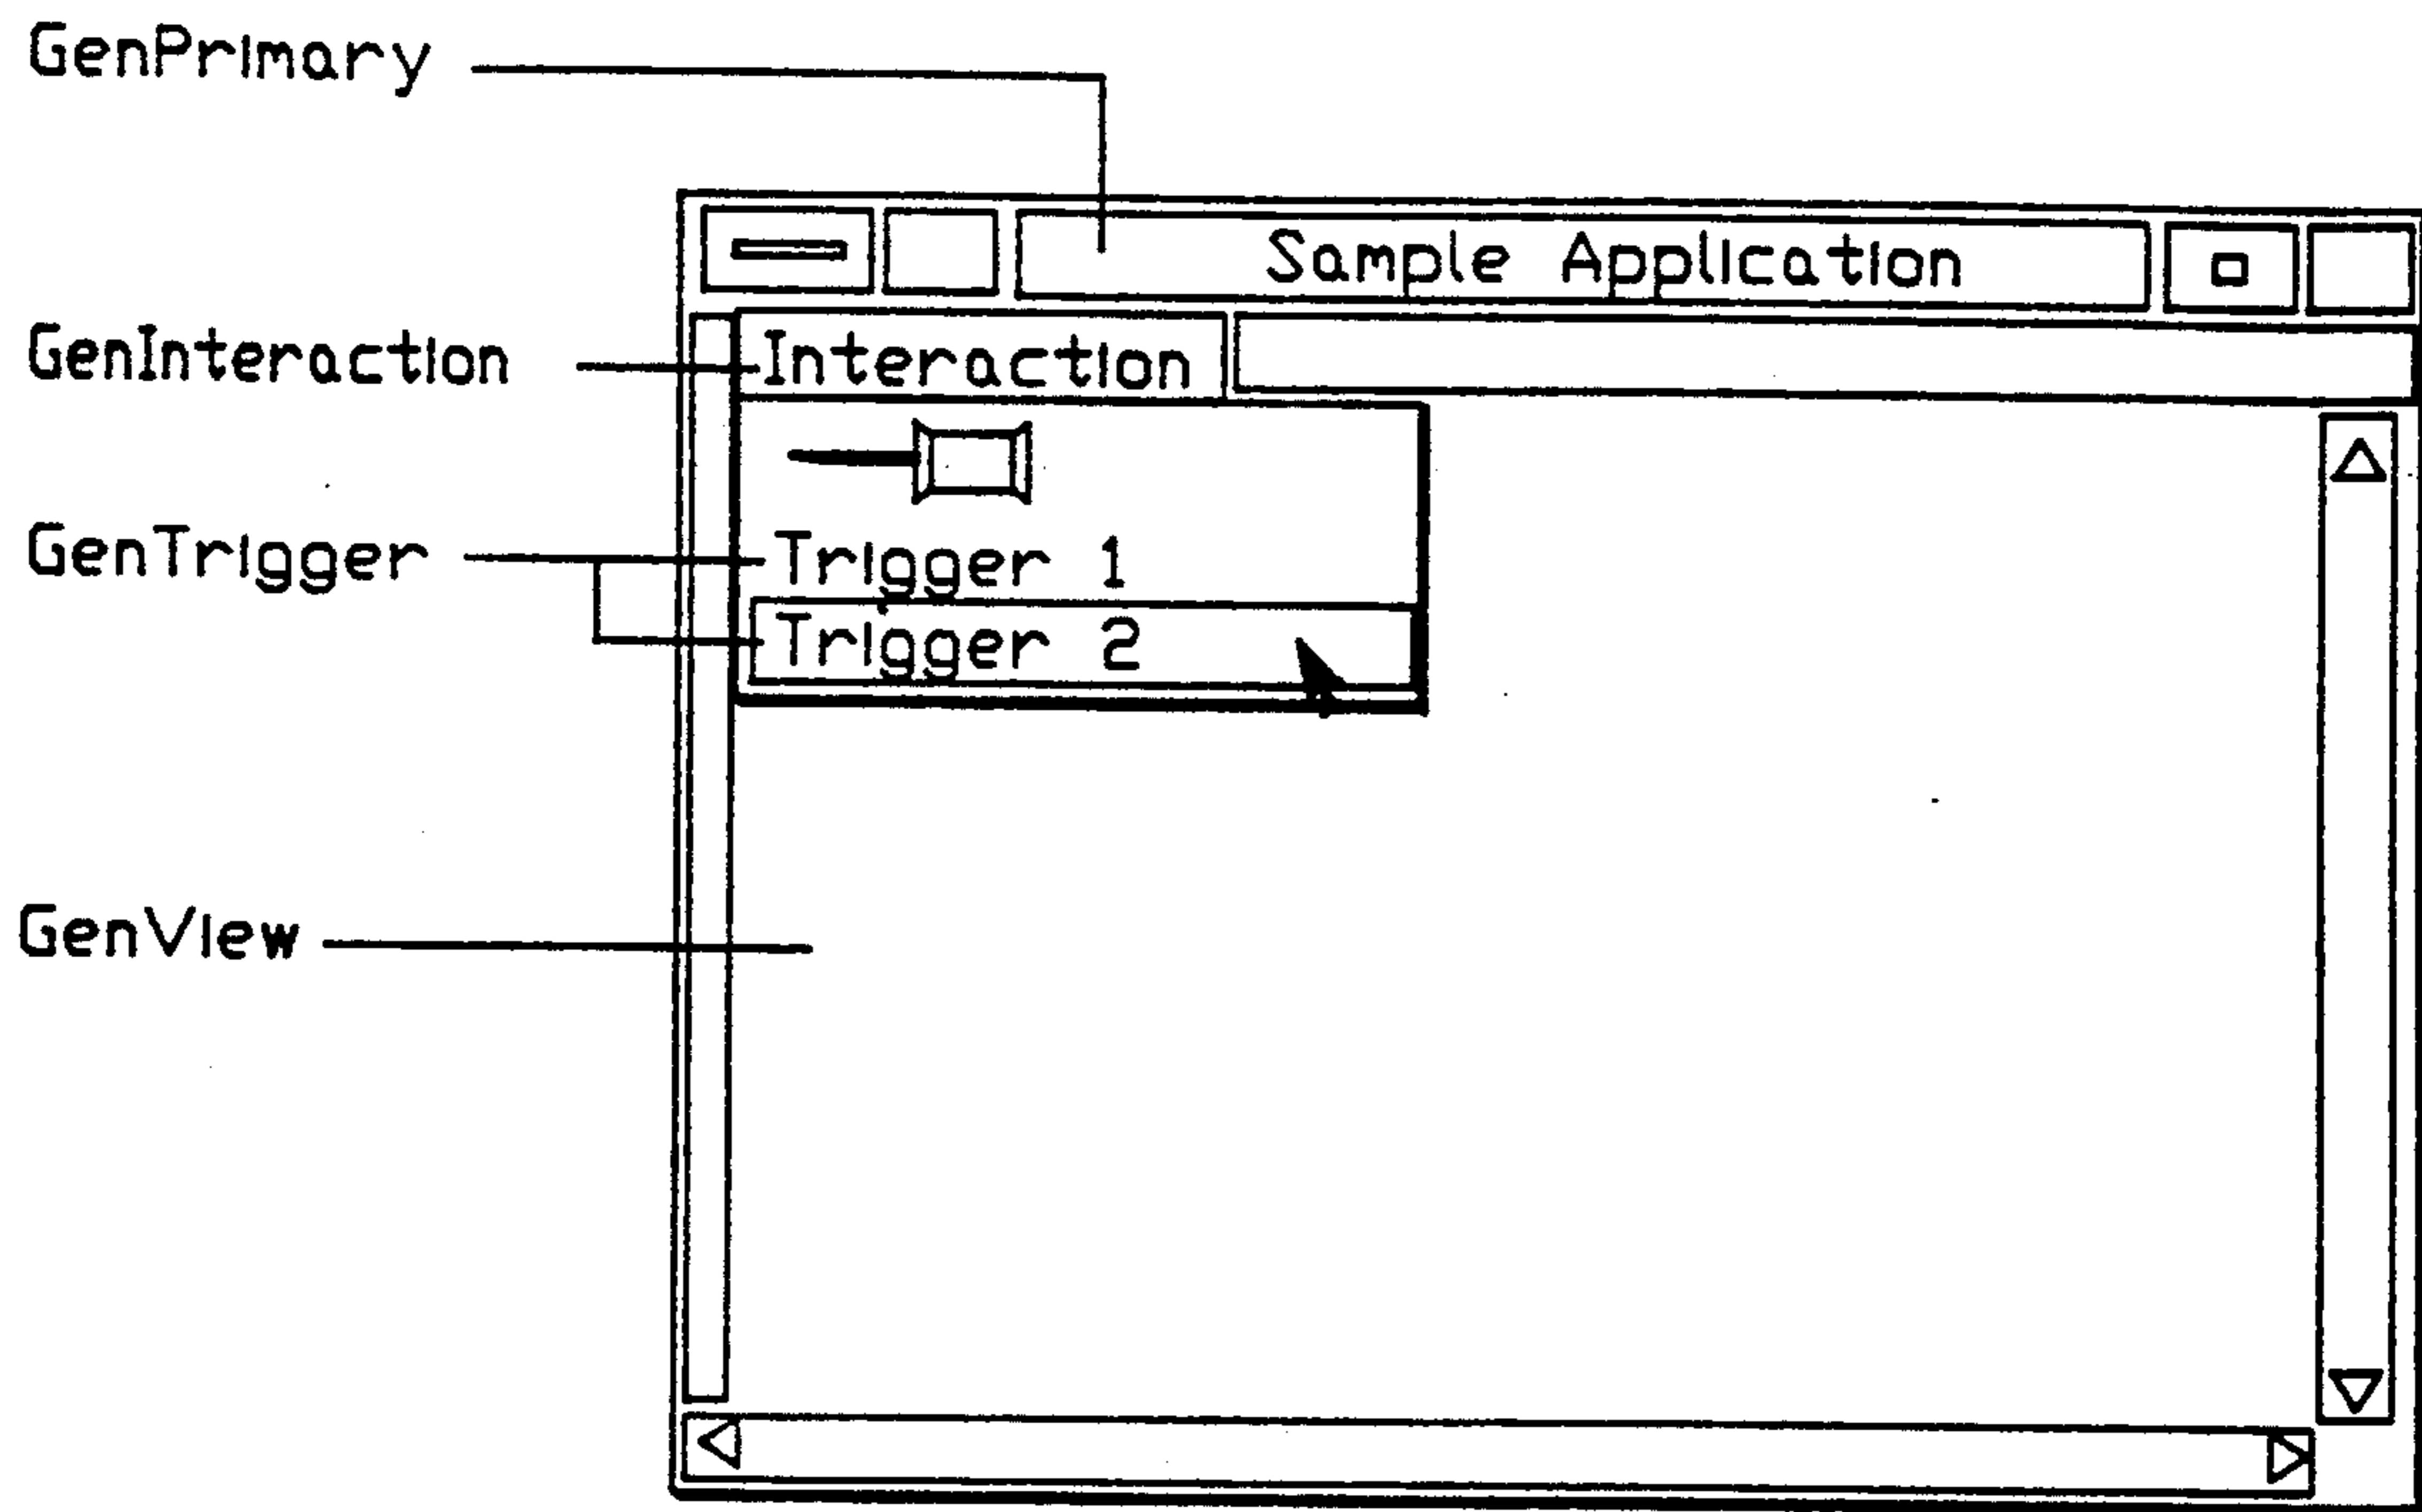 GenPrimary
Sample Application
GenInteraction
Interaction
GenTrigger
Trigger 1
Trigger 2
GenView